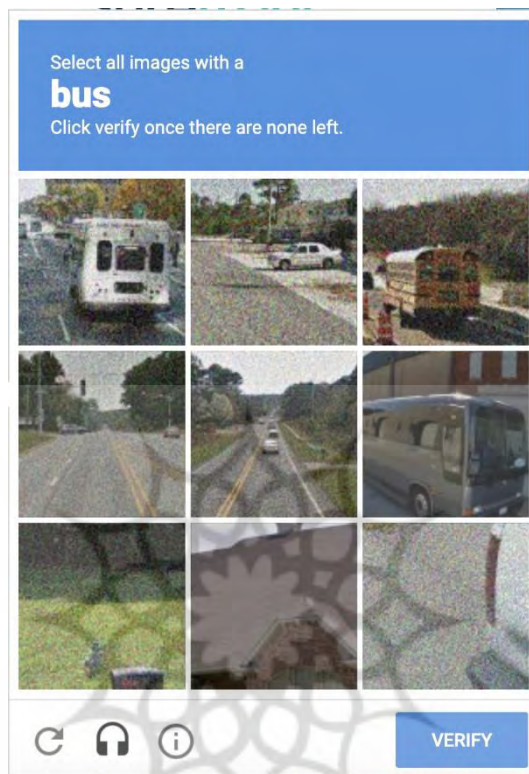 Select all images with a
bus
Click verify once there are none left.
VERIFY